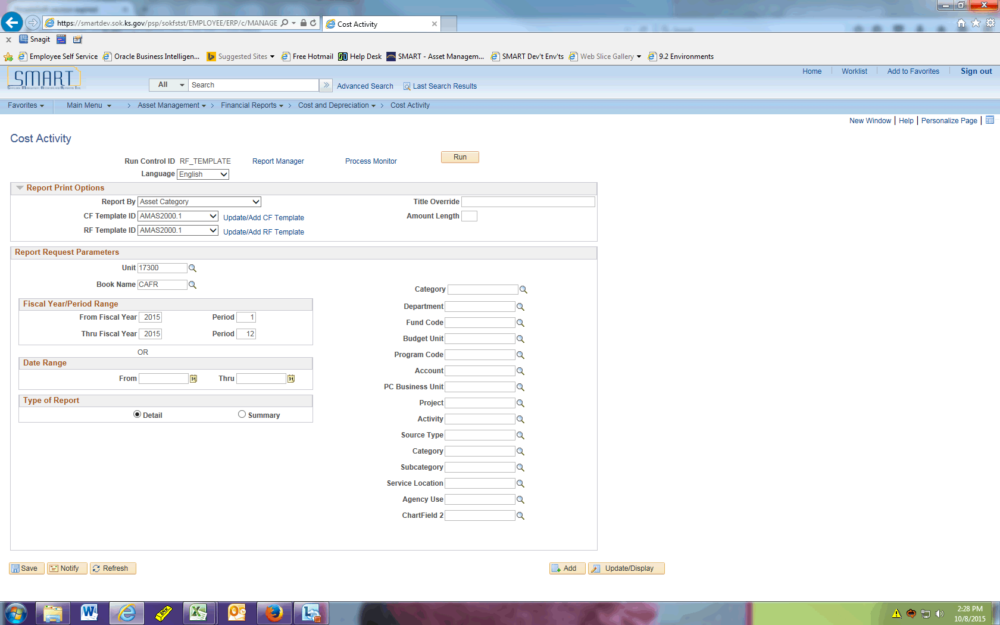 https://smartdev.sok.ks.gov/psp/sokfstst/EMPLOYEE/ERP/c/MANAGE
Cost Activity
Snagit
Employee Self Service Oracle Business Intelligen... Suggested Sites Free Hotmail Help Desk SMART - Asset Managem... SMART Dev't Env'ts Web Slice Gallery 9.2 Environments
SMART
Home Worklist Add to Favorites Sign out
All Search Advanced Search Last Search Results
Favorites Main Menu > Asset Management > Financial Reports > Cost and Depreciation > Cost Activity
New Window | Help | Personalize Page |
Cost Activity
Run Control ID RF_TEMPLATE Report Manager Process Monitor Run
Language English
Report Print Options
Report By Asset Category Title Override
CF Template ID AMAS2000.1 Update/Add CF Template Amount Length
RF Template ID AMAS2000.1 Update/Add RF Template
Report Request Parameters
Unit 17300
Book Name CAFR
Category
Fiscal Year/Period Range
Department
From Fiscal Year 2015 Period 1
Fund Code
Thru Fiscal Year 2015 Period 12
Budget Unit
OR
Program Code
Date Range
Account
From 31 Thru 31
PC Business Unit
Type of Report
Project
Detail Summary
Activity
Source Type
Category
Subcategory
Service Location
Agency Use
ChartField 2
Save Notify Refresh Add Update/Display
2:28 PM
10/8/2015